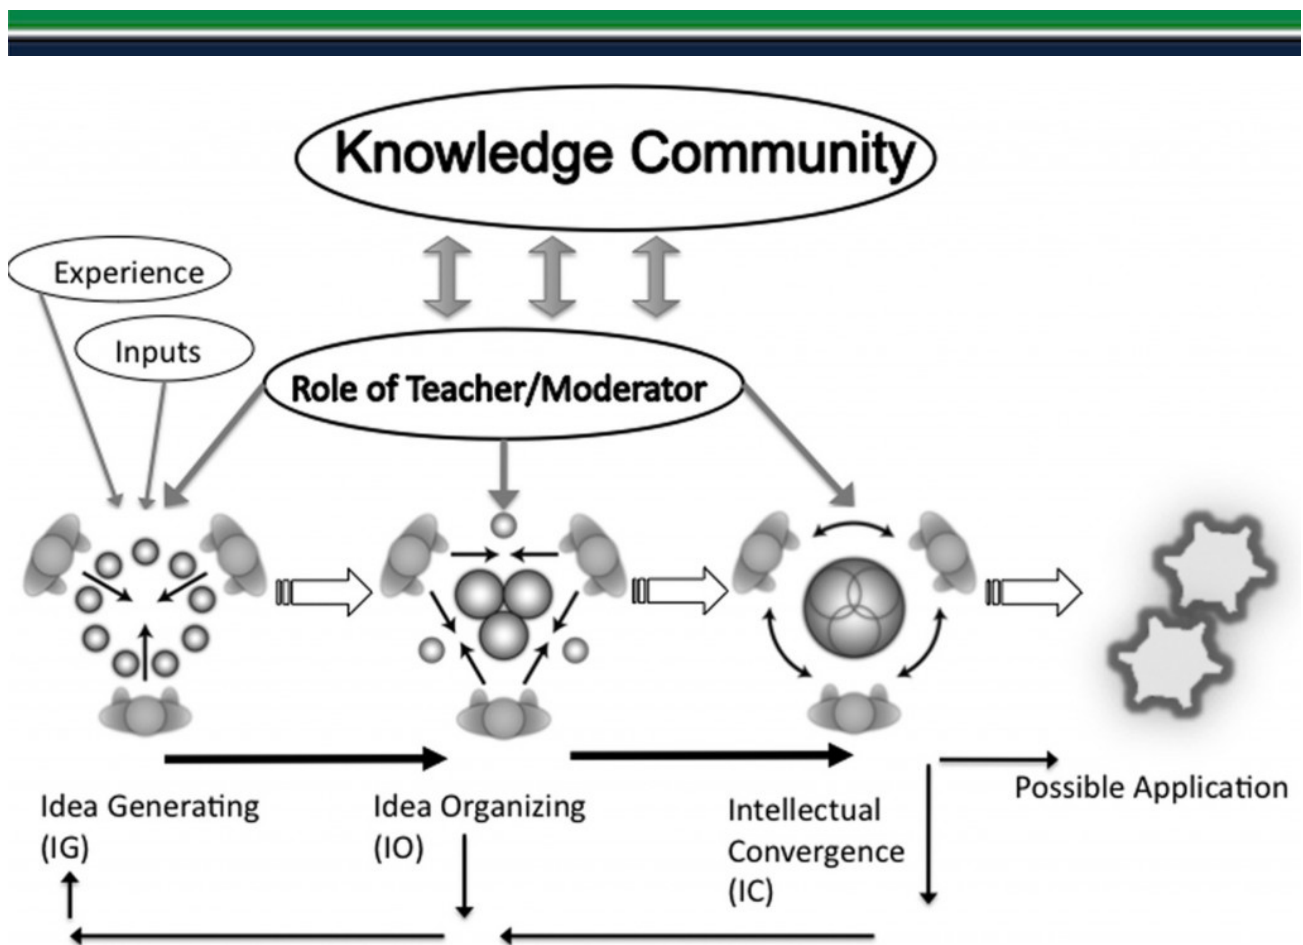 Knowledge Community
Experience
Inputs
Role of Teacher/Moderator
Idea Generating
(IG)
Idea Organizing
(IO)
Intellectual
Convergence
(IC)
Possible Application